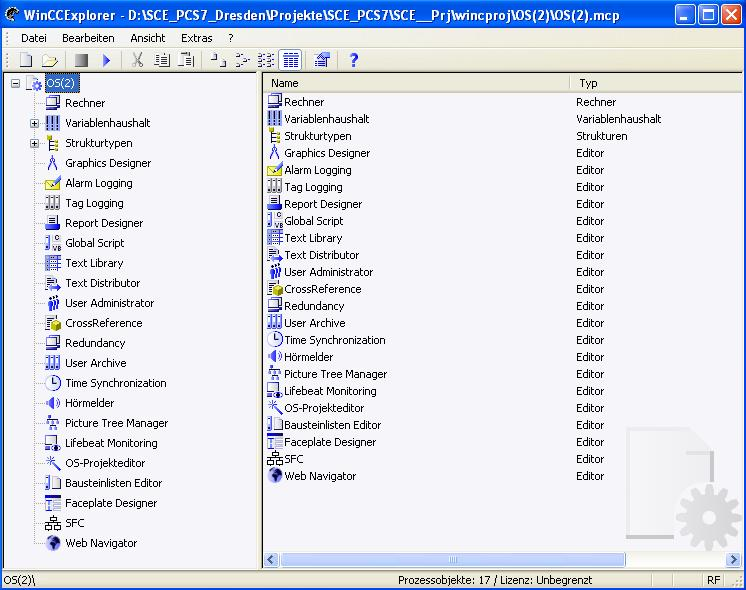 WinCCExplorer - D:\SCE_PCS7_Dresden\Projekte\SCE_PCS7\SCE__Prj\wincproj\OS(2)\OS(2).mcp
Datei Bearbeiten Ansicht Extras ?
OS(2)
Rechner
Variablenhaushalt
Strukturtypen
Graphics Designer
Alarm Logging
Tag Logging
Report Designer
Global Script
Text Library
Text Distributor
User Administrator
CrossReference
Redundancy
User Archive
Time Synchronization
Hörmelder
Picture Tree Manager
Lifebeat Monitoring
OS-Projekteditor
Bausteinlisten Editor
Faceplate Designer
SFC
Web Navigator
Name Typ
Rechner Rechner
Variablenhaushalt Variablenhaushalt
Strukturtypen Strukturen
Graphics Designer Editor
Alarm Logging Editor
Tag Logging Editor
Report Designer Editor
Global Script Editor
Text Library Editor
Text Distributor Editor
User Administrator Editor
CrossReference Editor
Redundancy Editor
User Archive Editor
Time Synchronization Editor
Hörmelder Editor
Picture Tree Manager Editor
Lifebeat Monitoring Editor
OS-Projekteditor Editor
Bausteinlisten Editor Editor
Faceplate Designer Editor
SFC Editor
Web Navigator Editor
OS(2)\ Prozessobjekte: 17 / Lizenz: Unbegrenzt RF